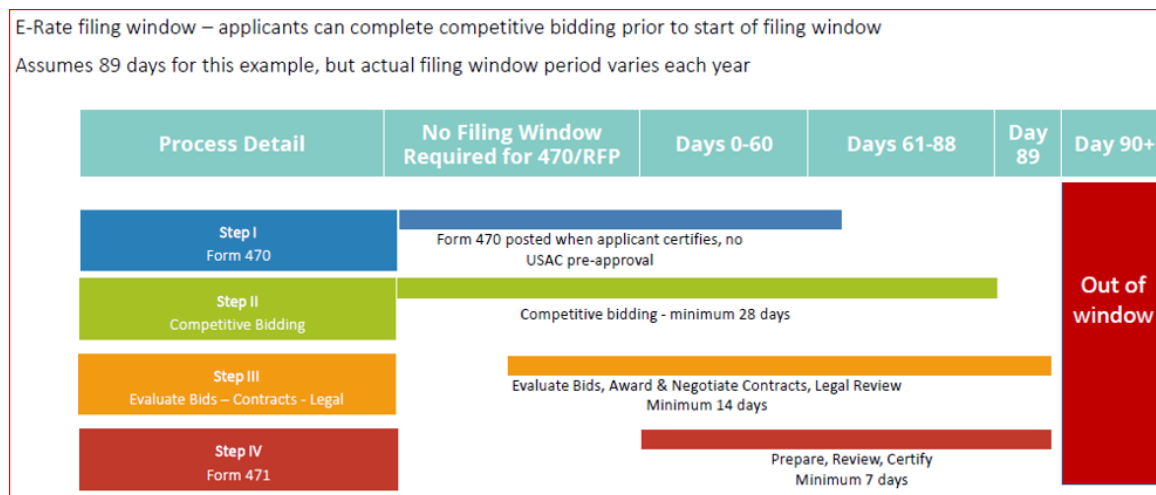 E-Rate filing window – applicants can complete competitive bidding prior to start of filing window
Assumes 89 days for this example, but actual filing window period varies each year
Process Detail
No Filing Window
Required for 470/RFP
Days 0-60
Days 61-88
Day
89
Day 90+
Step I
Form 470
Form 470 posted when applicant certifies, no
USAC pre-approval
Step II
Competitive Bidding
Competitive bidding - minimum 28 days
Step III
Evaluate Bids – Contracts - Legal
Evaluate Bids, Award & Negotiate Contracts, Legal Review
Minimum 14 days
Step IV
Form 471
Prepare, Review, Certify
Minimum 7 days
Out of
window